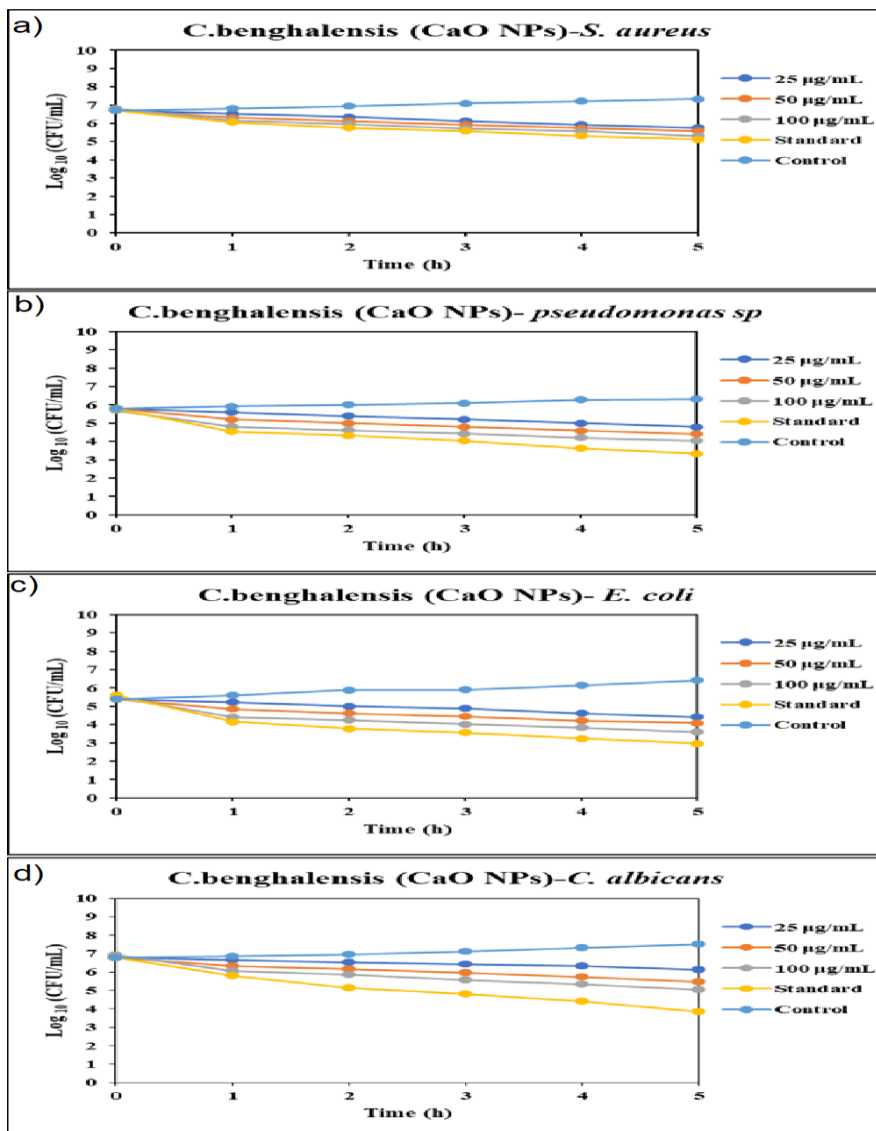 a)
C.benghalensis (CaO NPs)-S. aureus
10
9
8
7
6
5
4
3
2
1
0
Log10 (CFU/mL)
0 1 2 3 4 5
Time (h)
25 µg/mL
50 µg/mL
100 µg/mL
Standard
Control
b)
C.benghalensis (CaO NPs)- pseudomonas sp
10
9
8
7
6
5
4
3
2
1
0
Log10 (CFU/mL)
0 1 2 3 4 5
Time (h)
25 µg/mL
50 µg/mL
100 µg/mL
Standard
Control
c)
C.benghalensis (CaO NPs)- E. coli
10
9
8
7
6
5
4
3
2
1
0
Log10 (CFU/mL)
0 1 2 3 4 5
Time (h)
25 µg/mL
50 µg/mL
100 µg/mL
Standard
Control
d)
C.benghalensis (CaO NPs)-C. albicans
10
9
8
7
6
5
4
3
2
1
0
Log10 (CFU/mL)
0 1 2 3 4 5
Time (h)
25 µg/mL
50 µg/mL
100 µg/mL
Standard
Control